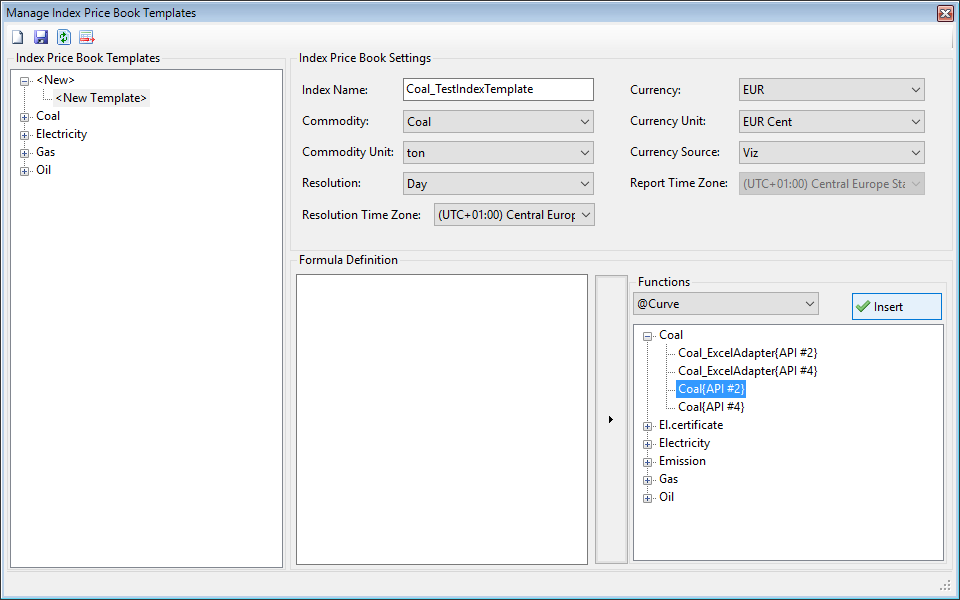 Manage Index Price Book Templates
Index Price Book Templates
<New>
<New Template>
Coal
Electricity
Gas
Oil
Index Price Book Settings
Index Name: Coal_TestIndexTemplate
Commodity: Coal
Commodity Unit: ton
Resolution: Day
Resolution Time Zone: (UTC+01:00) Central Europ
Currency: EUR
Currency Unit: EUR Cent
Currency Source: Viz
Report Time Zone: (UTC+01:00) Central Europe Sta
Formula Definition
Functions
@Curve
Insert
Coal
Coal_ExcelAdapter{API #2}
Coal_ExcelAdapter{API #4}
Coal{API #2}
Coal{API #4}
El.certificate
Electricity
Emission
Gas
Oil